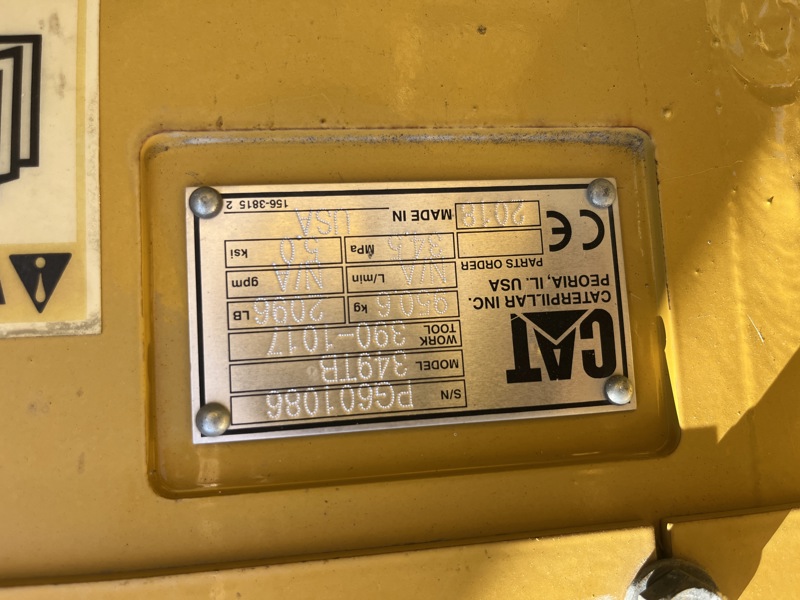 S/N PG601086
MODEL 349TB
WORK TOOL 390-1017
950.6 kg 2096 LB
N/A L/min N/A gpm
34.5 MPa 5.0 ksi
MADE IN USA
156-3815 2
CAT
CATERPILLAR INC.
PEORIA, IL. USA
PARTS ORDER
CE
2018